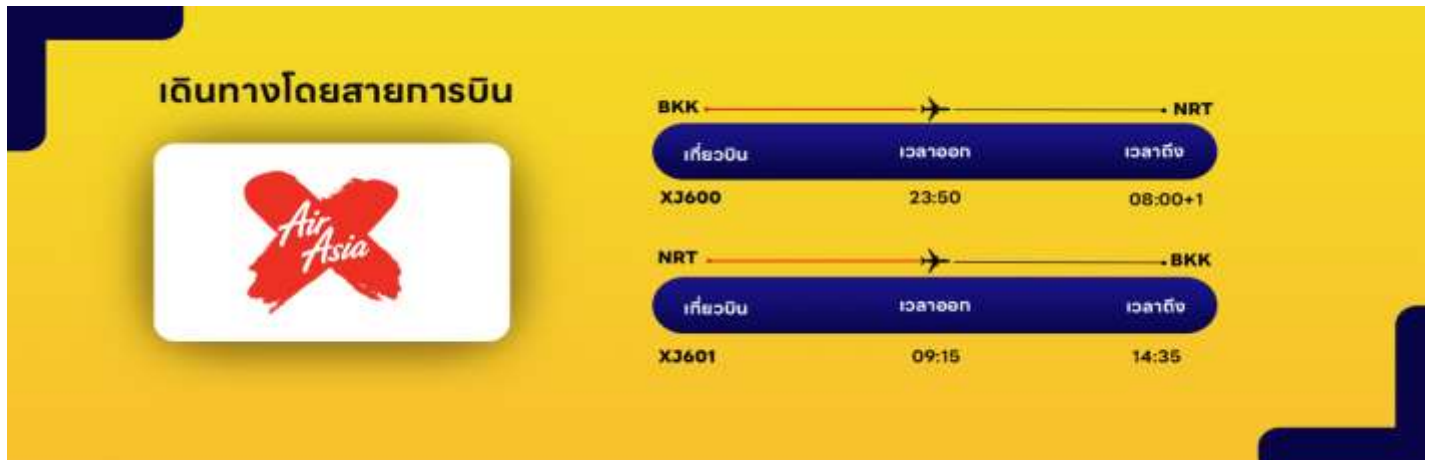 เดินทางโดยสายการบิน
Air
Asia
BKK NRT
เที่ยวบิน เวลาออก เวลาถึง
XJ600 23:50 08:00+1
NRT BKK
เที่ยวบิน เวลาออก เวลาถึง
XJ601 09:15 14:35